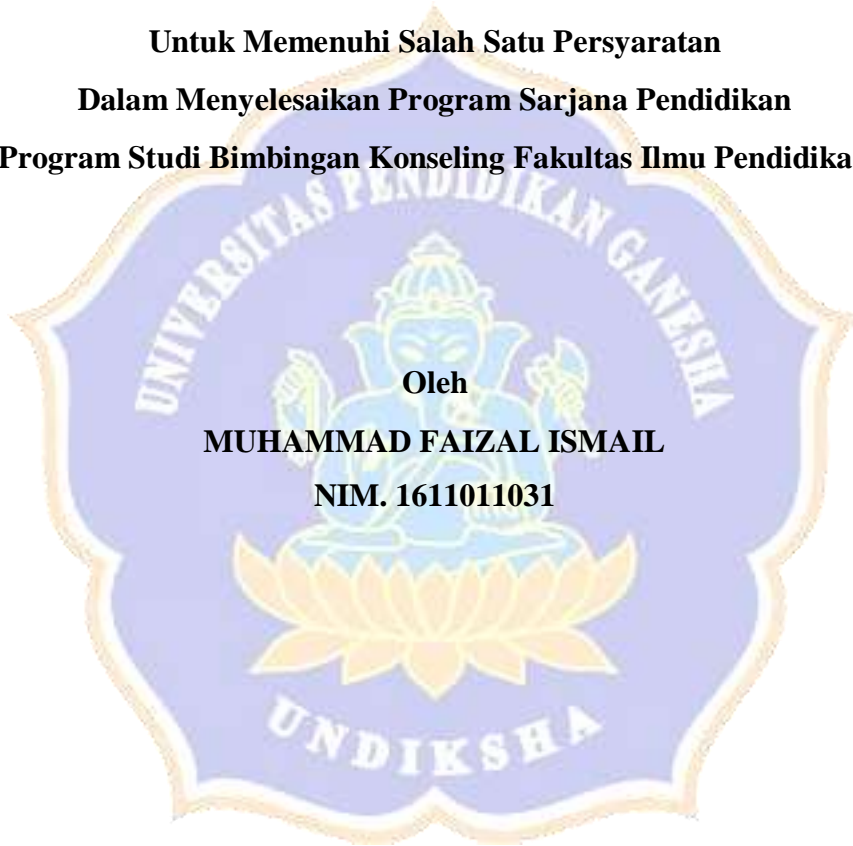 Untuk Memenuhi Salah Satu Persyaratan
Dalam Menyelesaikan Program Sarjana Pendidikan
Program Studi Bimbingan Konseling Fakultas Ilmu Pendidika
UNIVERSITAS PENDIDIKAN GANESHA
Oleh
MUHAMMAD FAIZAL ISMAIL
NIM. 1611011031
UNDIKSHA